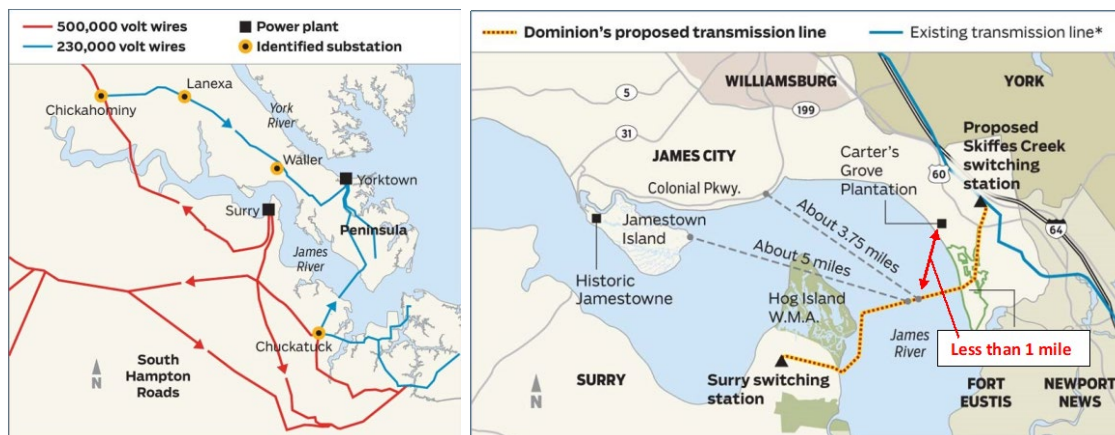 500,000 volt wires
230,000 volt wires
Power plant
Identified substation
Lanexa
Chickahominy
York
River
Waller
Yorktown
Surry
Peninsula
James
River
Chuckatuck
N
South
Hampton
Roads
Dominion's proposed transmission line
Existing transmission line*
WILLIAMSBURG
YORK
5
199
31
JAMES CITY
Carter's
Grove
Plantation
60
Proposed
Skiffes Creek
switching
station
Colonial Pkwy.
64
Jamestown
Island
About 3.75 miles
About 5 miles
Historic
Jamestowne
Hog Island
W.M.A.
James
River
Less than 1 mile
N
SURRY
Surry switching
station
FORT
EUSTIS
NEWPORT
NEWS